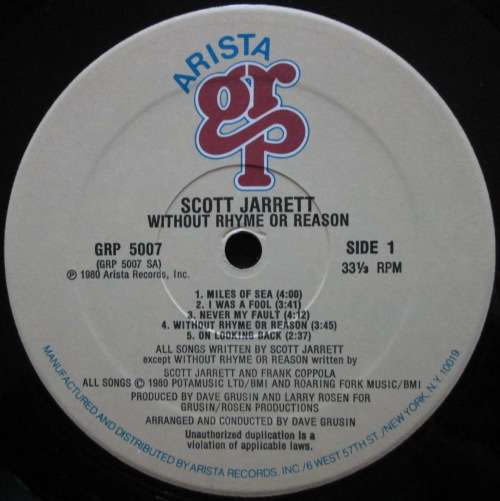 ARISTA
grp
SCOTT JARRETT
WITHOUT RHYME OR REASON
GRP 5007
(GRP 5007 SA)
℗ 1980 Arista Records, Inc.
SIDE 1
33⅓ RPM
1. MILES OF SEA (4:00)
2. I WAS A FOOL (3:41)
3. NEVER MY FAULT (4:12)
4. WITHOUT RHYME OR REASON (3:45)
5. ON LOOKING BACK (2:37)
ALL SONGS WRITTEN BY SCOTT JARRETT
except WITHOUT RHYME OR REASON written by
SCOTT JARRETT AND FRANK COPPOLA
ALL SONGS © 1980 POTAMUSIC LTD/BMI AND ROARING FORK MUSIC/BMI
PRODUCED BY DAVE GRUSIN AND LARRY ROSEN FOR
GRUSIN/ROSEN PRODUCTIONS
ARRANGED AND CONDUCTED BY DAVE GRUSIN
Unauthorized duplication is a
violation of applicable laws.
MANUFACTURED AND DISTRIBUTED BY ARISTA RECORDS, INC./6 WEST 57TH ST./NEW YORK, N.Y. 10019